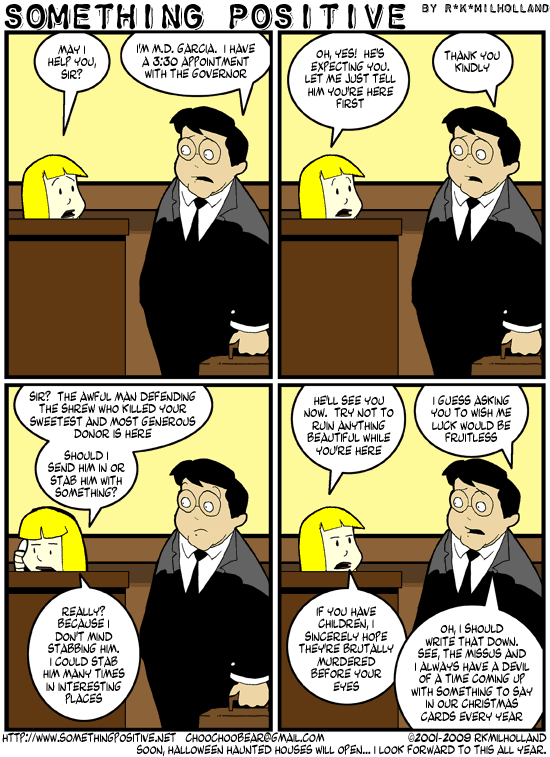 SOMETHING POSITIVE BY R*K*MILHOLLAND
MAY I
HELP YOU,
SIR?
I'M M.D. GARCIA. I HAVE
A 3:30 APPOINTMENT
WITH THE GOVERNOR
OH, YES! HE'S
EXPECTING YOU.
LET ME JUST TELL
HIM YOU'RE HERE
FIRST
THANK YOU
KINDLY
SIR? THE AWFUL MAN DEFENDING
THE SHREW WHO KILLED YOUR
SWEETEST AND MOST GENEROUS
DONOR IS HERE
SHOULD I
SEND HIM IN OR
STAB HIM WITH
SOMETHING?
REALLY?
BECAUSE I
DON'T MIND
STABBING HIM.
I COULD STAB
HIM MANY TIMES
IN INTERESTING
PLACES
HE'LL SEE YOU
NOW. TRY NOT TO
RUIN ANYTHING
BEAUTIFUL WHILE
YOU'RE HERE
I GUESS ASKING
YOU TO WISH ME
LUCK WOULD BE
FRUITLESS
IF YOU HAVE
CHILDREN, I
SINCERELY HOPE
THEY'RE BRUTALLY
MURDERED
BEFORE YOUR
EYES
OH, I SHOULD
WRITE THAT DOWN.
SEE, THE MISSUS AND
I ALWAYS HAVE A DEVIL
OF A TIME COMING UP
WITH SOMETHING TO SAY
IN OUR CHRISTMAS
CARDS EVERY YEAR
HTTP://WWW.SOMETHINGPOSITIVE.NET CHOOCHOOBEAR@GMAIL.COM ©2001-2009 RKMILHOLLAND
SOON, HALLOWEEN HAUNTED HOUSES WILL OPEN... I LOOK FORWARD TO THIS ALL YEAR.